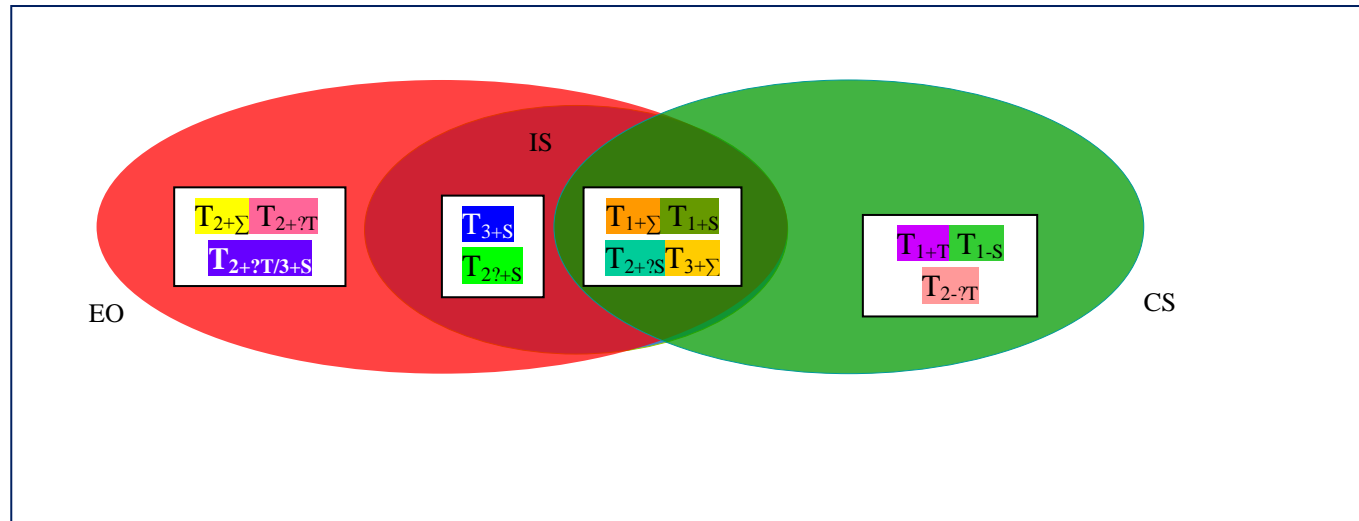 IS
T2+∑ T2+?T
T2+?T/3+S
T3+S
T2?+S
T1+∑ T1+S
T2+?S T3+∑
T1+T T1-S
T2-?T
EO
CS